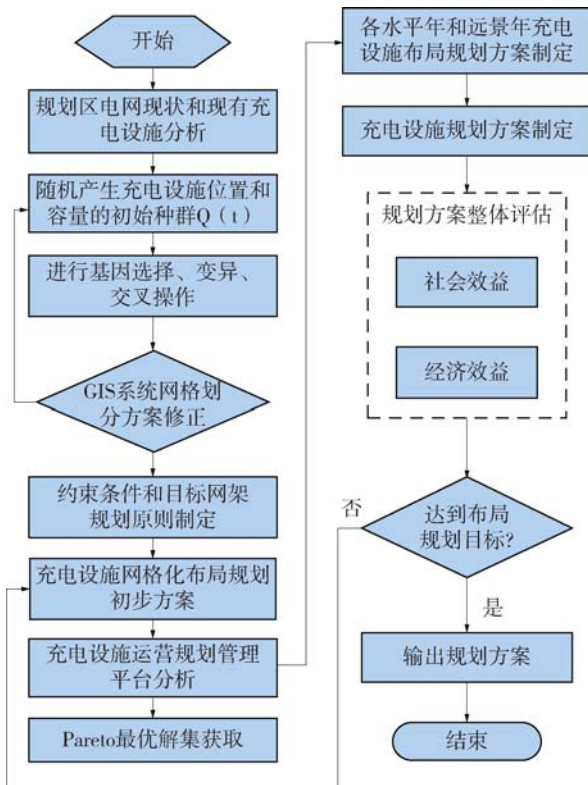 开始
规划区电网现状和现有充
电设施分析
随机产生充电设施位置和
容量的初始种群Q（t）
进行基因选择、变异、
交叉操作
GIS系统网格划
分方案修正
约束条件和目标网架
规划原则制定
充电设施网格化布局规划
初步方案
充电设施运营规划管理
平台分析
Pareto最优解集获取
各水平年和远景年充电
设施布局规划方案制定
充电设施规划方案制定
规划方案整体评估
社会效益
经济效益
否
达到布局
规划目标?
是
输出规划方案
结束